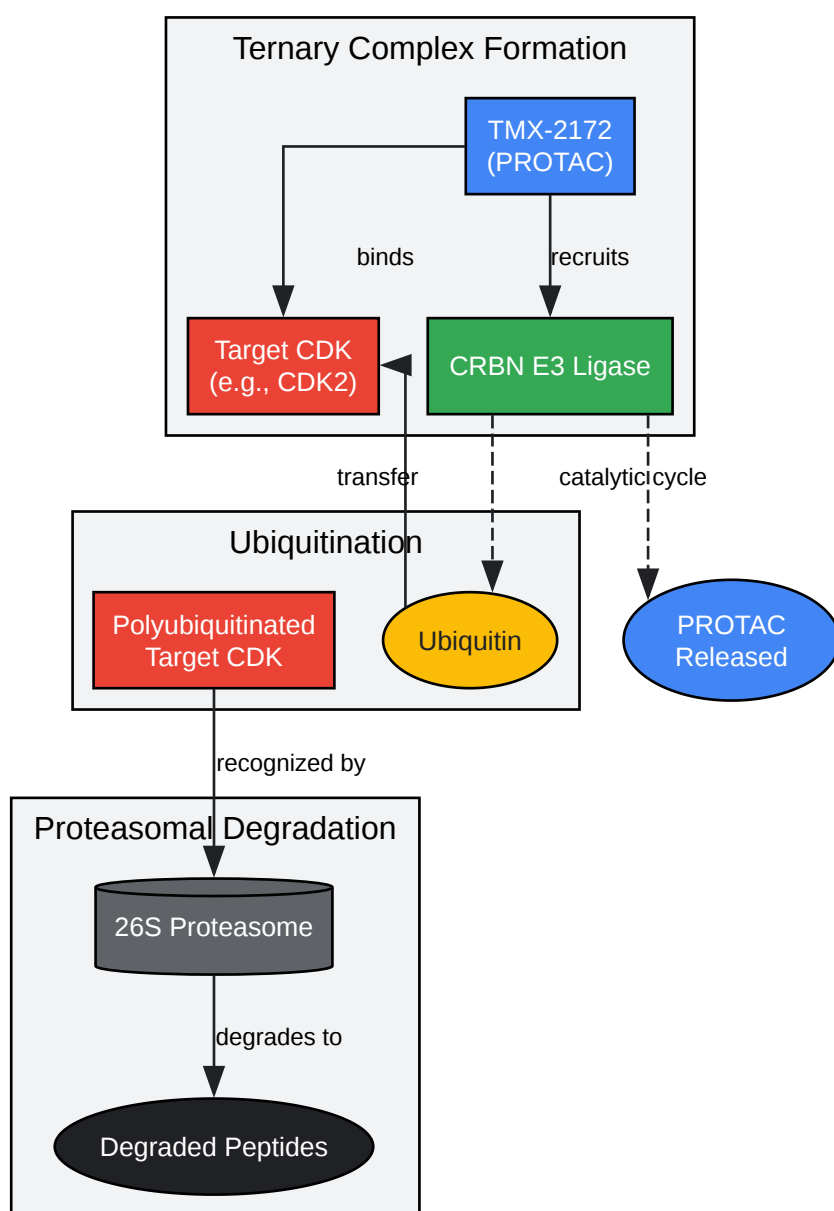 Ternary Complex Formation
TMX-2172
(PROTAC)
binds
recruits
Target CDK
(e.g., CDK2)
CRBN E3 Ligase
transfer
catalytic cycle
Ubiquitination
Polyubiquitinated
Target CDK
Ubiquitin
PROTAC
Released
recognized by
Proteasomal Degradation
26S Proteasome
degrades to
Degraded Peptides